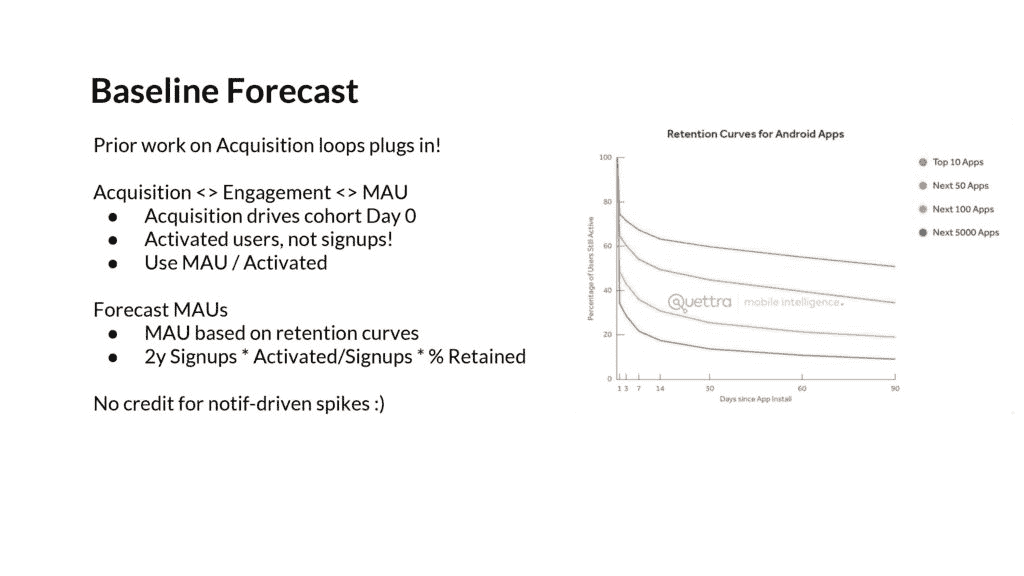 Baseline Forecast
Prior work on Acquisition loops plugs in!
Acquisition <> Engagement <> MAU
● Acquisition drives cohort Day 0
● Activated users, not signups!
● Use MAU / Activated
Forecast MAUs
● MAU based on retention curves
● 2y Signups * Activated/Signups * % Retained
No credit for notif-driven spikes :)
Retention Curves for Android Apps
Percentage of Users Still Active
100
80
60
40
20
0
Quettra mobile intelligence.
1 3 7 14 30 60 90
Days since App Install
Top 10 Apps
Next 50 Apps
Next 100 Apps
Next 5000 Apps